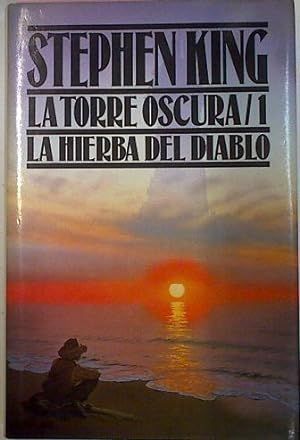 STEPHEN KING
LA TORRE OSCURA/1
LA HIERBA DEL DIABLO